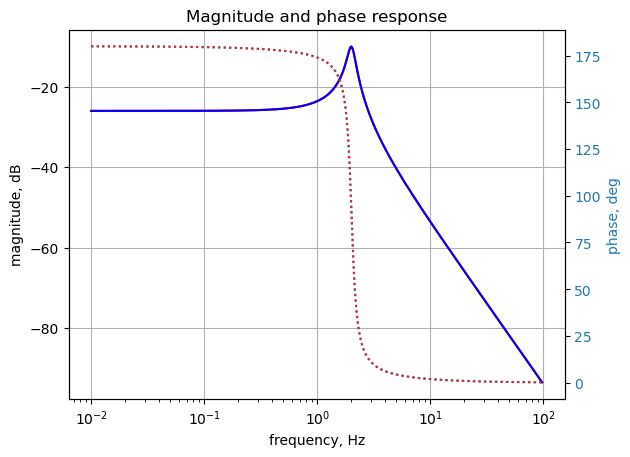 Magnitude and phase response
magnitude, dB
−20
−40
−60
−80
175
150
125
100
75
50
25
0
phase, deg
10⁻² 10⁻¹ 10⁰ 10¹ 10²
frequency, Hz